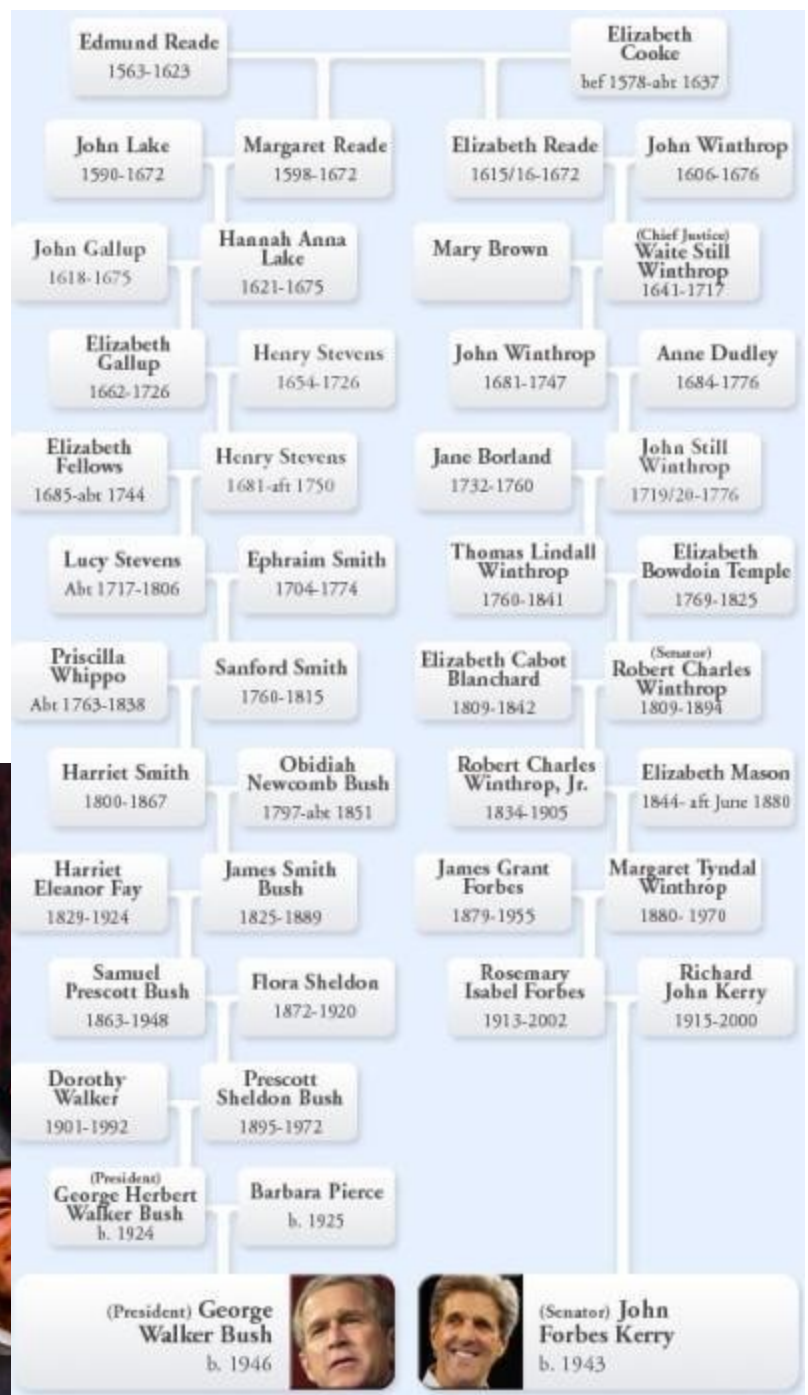 Edmund Reade
1563-1623
Elizabeth
Cooke
bef 1578-abt 1637
John Lake
1590-1672
Margaret Reade
1598-1672
Elizabeth Reade
1615/16-1672
John Winthrop
1606-1676
John Gallup
1618-1675
Hannah Anna
Lake
1621-1675
Mary Brown
(Chief Justice)
Waite Still
Winthrop
1641-1717
Elizabeth
Gallup
1662-1726
Henry Stevens
1654-1726
John Winthrop
1681-1747
Anne Dudley
1684-1776
Elizabeth
Fellows
1685-abt 1744
Henry Stevens
1681-aft 1750
Jane Borland
1732-1760
John Still
Winthrop
1719/20-1776
Lucy Stevens
Abt 1717-1806
Ephraim Smith
1704-1774
Thomas Lindall
Winthrop
1760-1841
Elizabeth
Bowdoin Temple
1769-1825
Priscilla
Whippo
Abt 1763-1838
Sanford Smith
1760-1815
Elizabeth Cabot
Blanchard
1809-1842
(Senator)
Robert Charles
Winthrop
1809-1894
Harriet Smith
1800-1867
Obidiah
Newcomb Bush
1797-abt 1851
Robert Charles
Winthrop, Jr.
1834-1905
Elizabeth Mason
1844- aft June 1880
Harriet
Eleanor Fay
1829-1924
James Smith
Bush
1825-1889
James Grant
Forbes
1879-1955
Margaret Tyndal
Winthrop
1880- 1970
Samuel
Prescott Bush
1863-1948
Flora Sheldon
1872-1920
Rosemary
Isabel Forbes
1913-2002
Richard
John Kerry
1915-2000
Dorothy
Walker
1901-1992
Prescott
Sheldon Bush
1895-1972
(President)
George Herbert
Walker Bush
b. 1924
Barbara Pierce
b. 1925
(President) George
Walker Bush
b. 1946
(Senator) John
Forbes Kerry
b. 1943